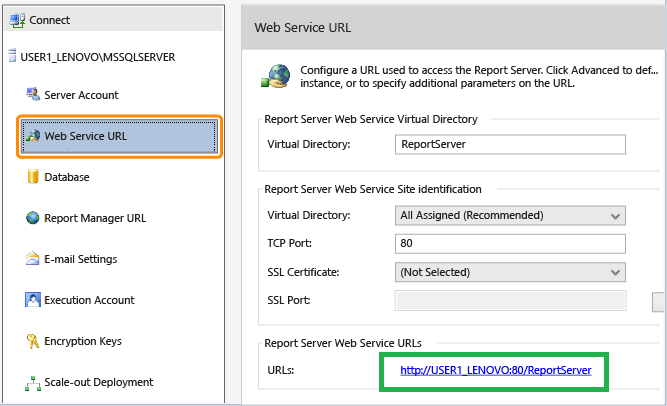 Connect
USER1_LENOVO\MSSQLSERVER
Server Account
Web Service URL
Database
Report Manager URL
E-mail Settings
Execution Account
Encryption Keys
Scale-out Deployment
Web Service URL
Configure a URL used to access the Report Server. Click Advanced to def...
instance, or to specify additional parameters on the URL.
Report Server Web Service Virtual Directory
Virtual Directory: ReportServer
Report Server Web Service Site identification
Virtual Directory: All Assigned (Recommended)
TCP Port: 80
SSL Certificate: (Not Selected)
SSL Port:
Report Server Web Service URLs
URLs: http://USER1_LENOVO:80/ReportServer